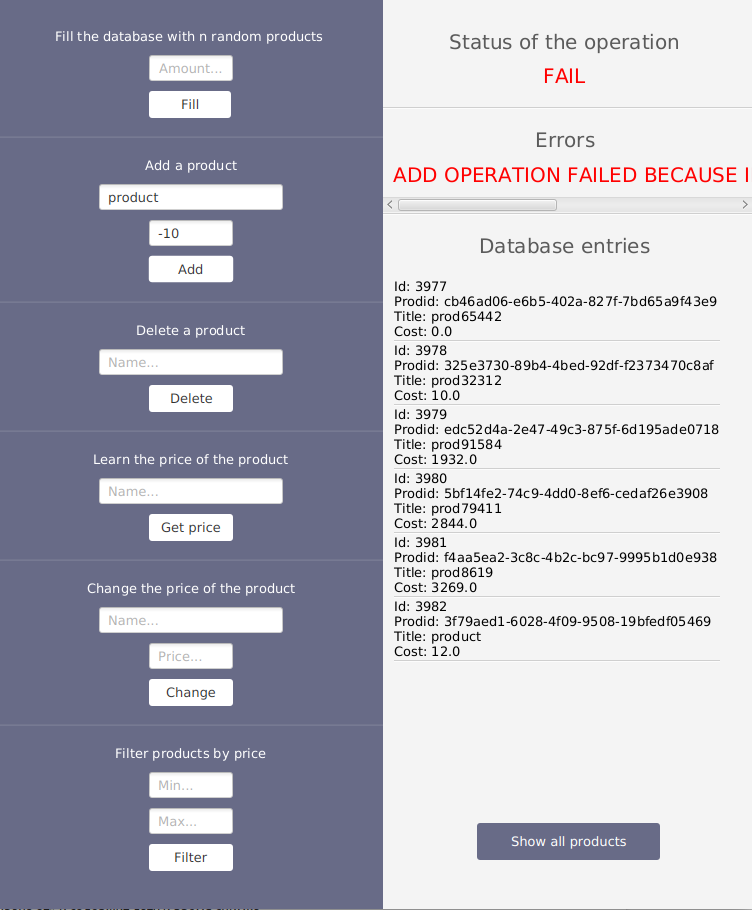 Fill the database with n random products
Amount...
Fill
Add a product
product
-10
Add
Delete a product
Name...
Delete
Learn the price of the product
Name...
Get price
Change the price of the product
Name...
Price...
Change
Filter products by price
Min...
Max...
Filter
Status of the operation
FAIL
Errors
ADD OPERATION FAILED BECAUSE I
Database entries
Id: 3977
Prodid: cb46ad06-e6b5-402a-827f-7bd65a9f43e9
Title: prod65442
Cost: 0.0
Id: 3978
Prodid: 325e3730-89b4-4bed-92df-f2373470c8af
Title: prod32312
Cost: 10.0
Id: 3979
Prodid: edc52d4a-2e47-49c3-875f-6d195ade0718
Title: prod91584
Cost: 1932.0
Id: 3980
Prodid: 5bf14fe2-74c9-4dd0-8ef6-cedaf26e3908
Title: prod79411
Cost: 2844.0
Id: 3981
Prodid: f4aa5ea2-3c8c-4b2c-bc97-9995b1d0e938
Title: prod8619
Cost: 3269.0
Id: 3982
Prodid: 3f79aed1-6028-4f09-9508-19bfedf05469
Title: product
Cost: 12.0
Show all products